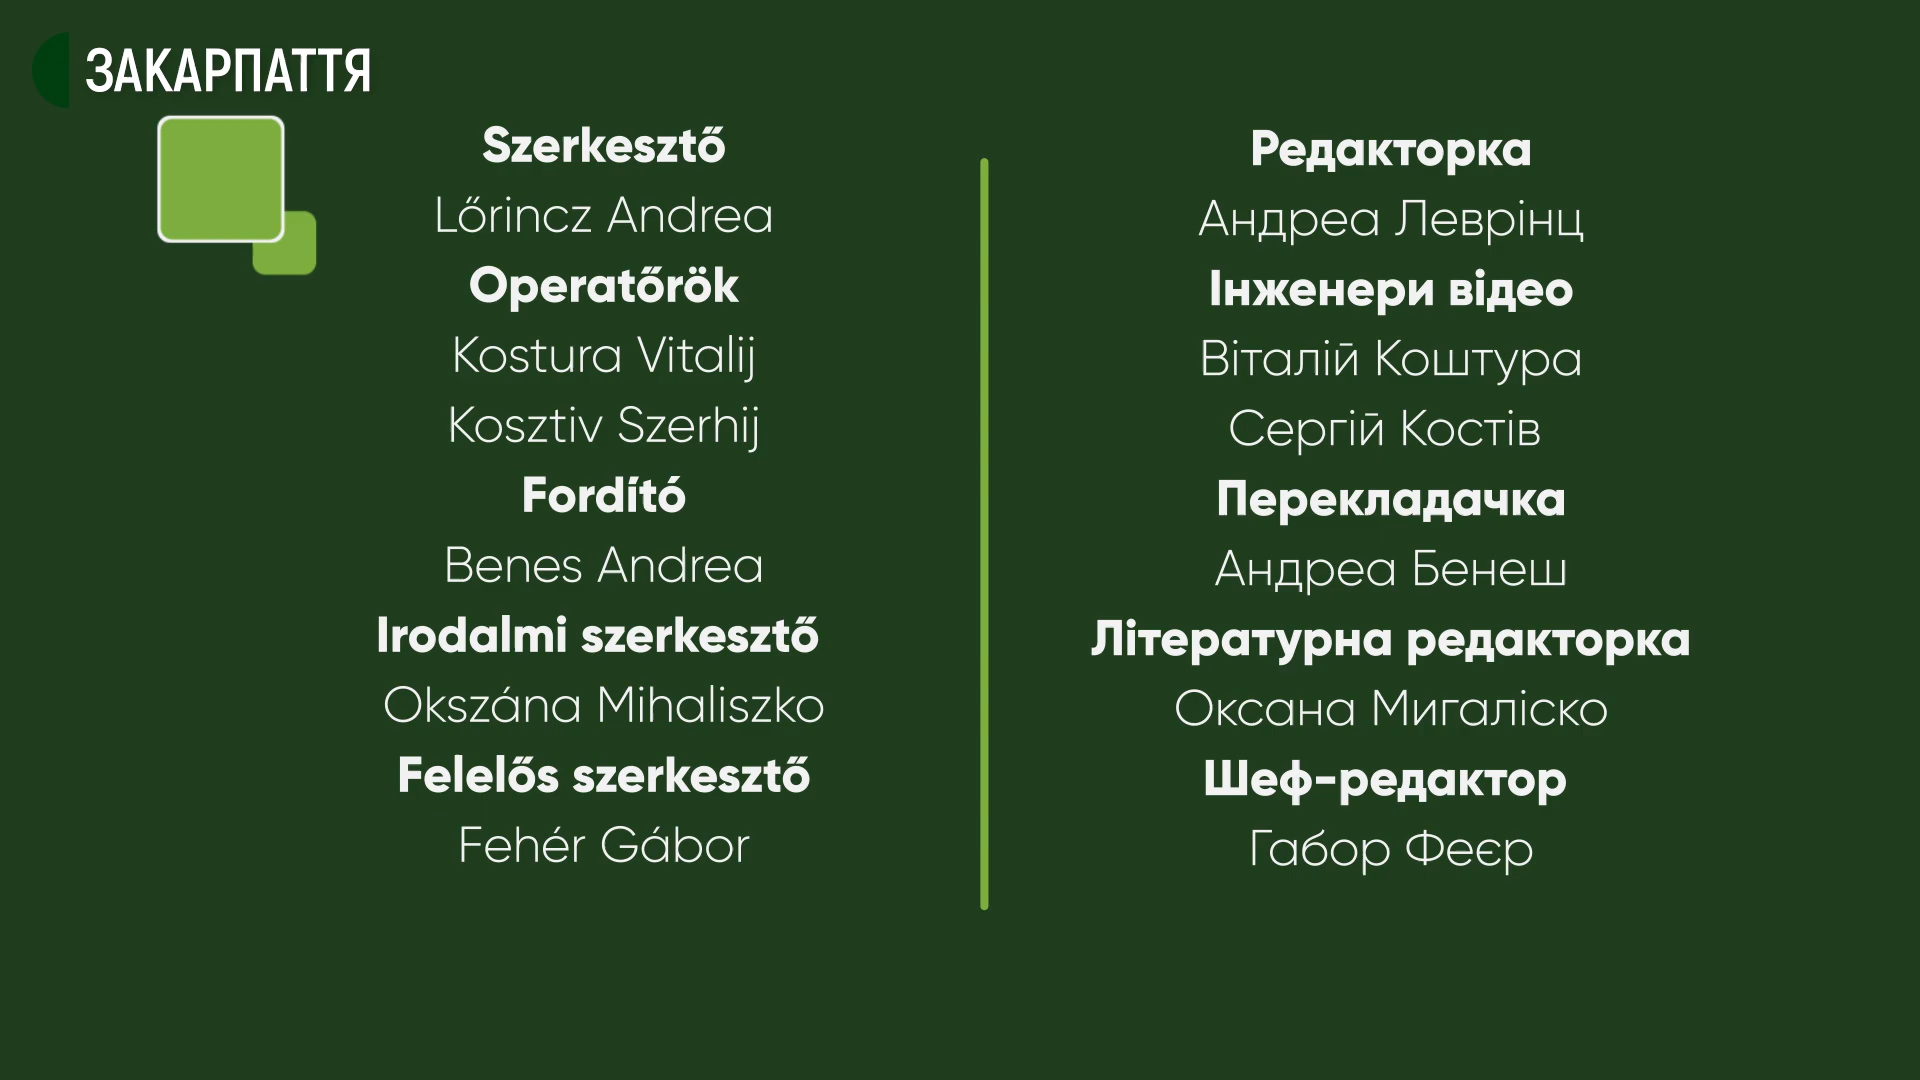 ЗАКАРПАТТЯ
Szerkesztő
Lőrincz Andrea
Operatőrök
Kostura Vitalij
Kosztiv Szerhij
Fordító
Benes Andrea
Irodalmi szerkesztő
Okszána Mihaliszko
Felelős szerkesztő
Fehér Gábor
Редакторка
Андреа Леврінц
Інженери відео
Віталій Коштура
Сергій Костів
Перекладачка
Андреа Бенеш
Літературна редакторка
Оксана Мигаліско
Шеф-редактор
Габор Феєр